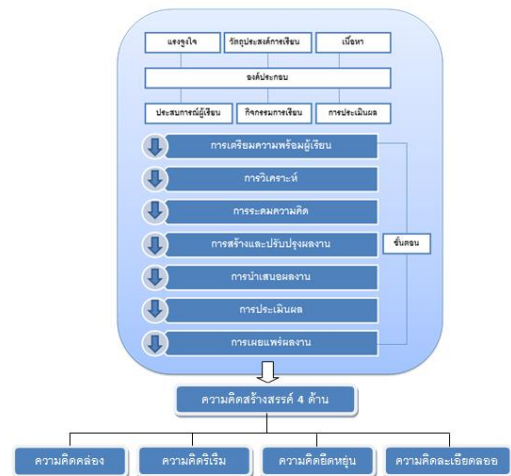 แรงจูงใจ วัตถุประสงค์การเรียน เนื้อหา
องค์ประกอบ
ประสบการณ์ผู้เรียน กิจกรรมการเรียน การประเมินผล
การเตรียมความพร้อมผู้เรียน
การวิเคราะห์
การระดมความคิด
การสร้างและปรับปรุงผลงาน
ขั้นตอน
การนำเสนอผลงาน
การประเมินผล
การเผยแพร่ผลงาน
ความคิดสร้างสรรค์ 4 ด้าน
ความคิดคล่อง ความคิดริเริ่ม ความคิดยืดหยุ่น ความคิดละเอียดลออ